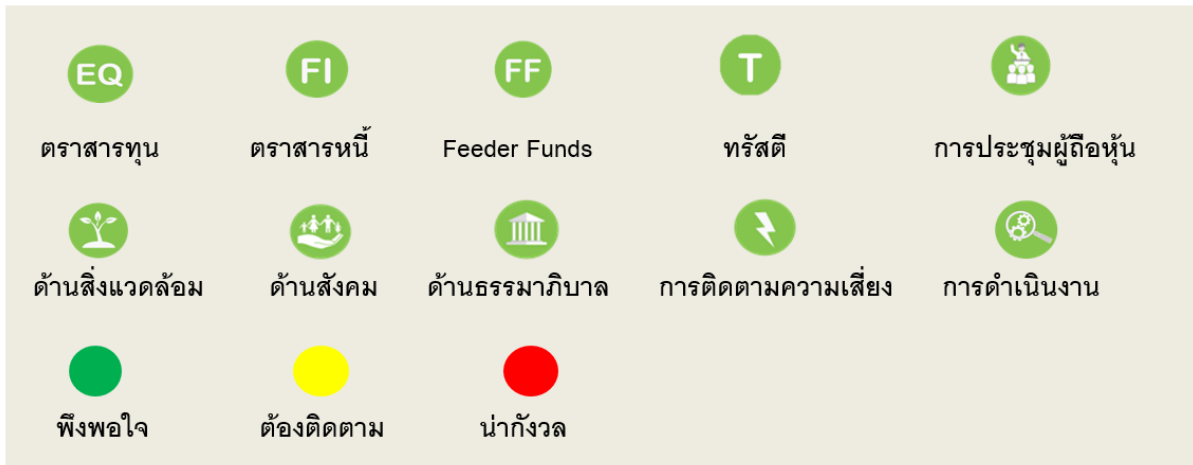 EQ FI FF T
ตราสารทุน ตราสารหนี้ Feeder Funds ทรัสตี การประชุมผู้ถือหุ้น
ด้านสิ่งแวดล้อม ด้านสังคม ด้านธรรมาภิบาล การติดตามความเสี่ยง การดำเนินงาน
พึงพอใจ ต้องติดตาม น่ากังวล